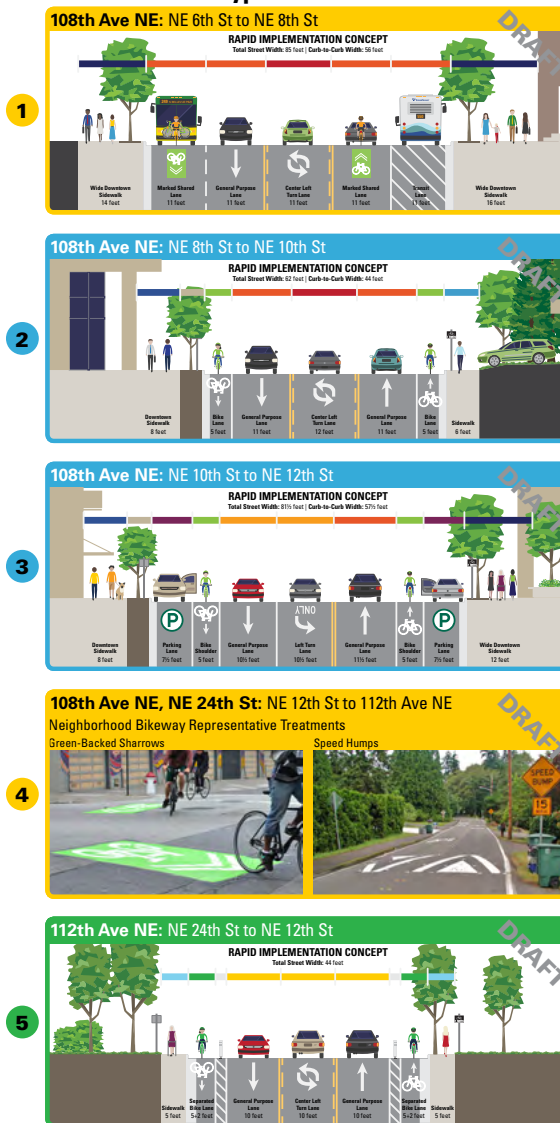 108th Ave NE: NE 6th St to NE 8th St
DRAFT
RAPID IMPLEMENTATION CONCEPT
Total Street Width: 85 feet | Curb-to-Curb Width: 56 feet
1
Wide Downtown
Sidewalk
14 feet
Marked Shared
Lane
11 feet
General Purpose
Lane
11 feet
Center Left
Turn Lane
11 feet
Marked Shared
Lane
11 feet
Transit
Lane
11 feet
Wide Downtown
Sidewalk
16 feet
108th Ave NE: NE 8th St to NE 10th St
DRAFT
RAPID IMPLEMENTATION CONCEPT
Total Street Width: 62 feet | Curb-to-Curb Width: 44 feet
2
Downtown
Sidewalk
8 feet
Bike
Lane
5 feet
General Purpose
Lane
11 feet
Center Left
Turn Lane
12 feet
General Purpose
Lane
11 feet
Bike
Lane
5 feet
Sidewalk
6 feet
108th Ave NE: NE 10th St to NE 12th St
DRAFT
RAPID IMPLEMENTATION CONCEPT
Total Street Width: 81½ feet | Curb-to-Curb Width: 57½ feet
3
Downtown
Sidewalk
8 feet
P
Parking
Lane
7½ feet
Bike
Shoulder
5 feet
General Purpose
Lane
10½ feet
ONLY
Left Turn
Lane
10½ feet
General Purpose
Lane
11½ feet
Bike
Shoulder
5 feet
P
Parking
Lane
7½ feet
Wide Downtown
Sidewalk
12 feet
108th Ave NE, NE 24th St: NE 12th St to 112th Ave NE
DRAFT
Neighborhood Bikeway Representative Treatments
4
Green-Backed Sharrows
Speed Humps
SPEED
BUMP
15
112th Ave NE: NE 24th St to NE 12th St
DRAFT
RAPID IMPLEMENTATION CONCEPT
Total Street Width: 44 feet
5
Sidewalk
5 feet
Separated
Bike Lane
5+2 feet
General Purpose
Lane
10 feet
Center Left
Turn Lane
10 feet
General Purpose
Lane
10 feet
Separated
Bike Lane
5+2 feet
Sidewalk
5 feet